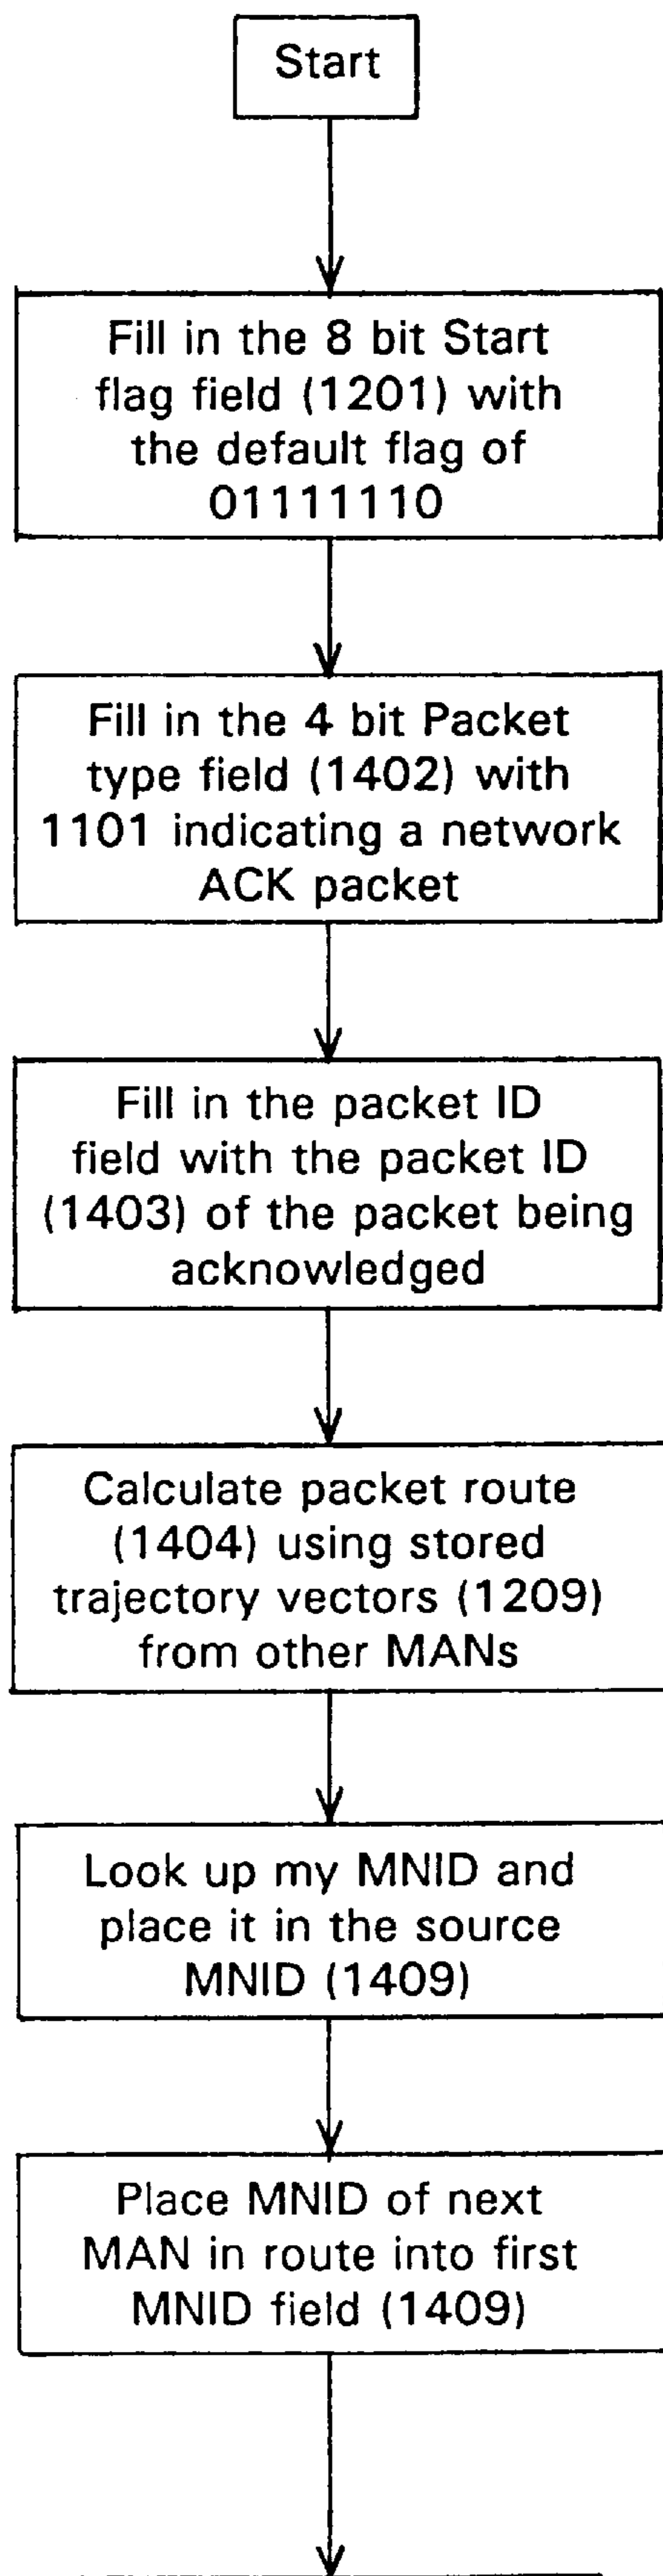 Start
Fill in the 8 bit Start
flag field (1201) with
the default flag of
01111110
Fill in the 4 bit Packet
type field (1402) with
1101 indicating a network
ACK packet
Fill in the packet ID
field with the packet ID
(1403) of the packet being
acknowledged
Calculate packet route
(1404) using stored
trajectory vectors (1209)
from other MANs
Look up my MNID and
place it in the source
MNID (1409)
Place MNID of next
MAN in route into first
MNID field (1409)